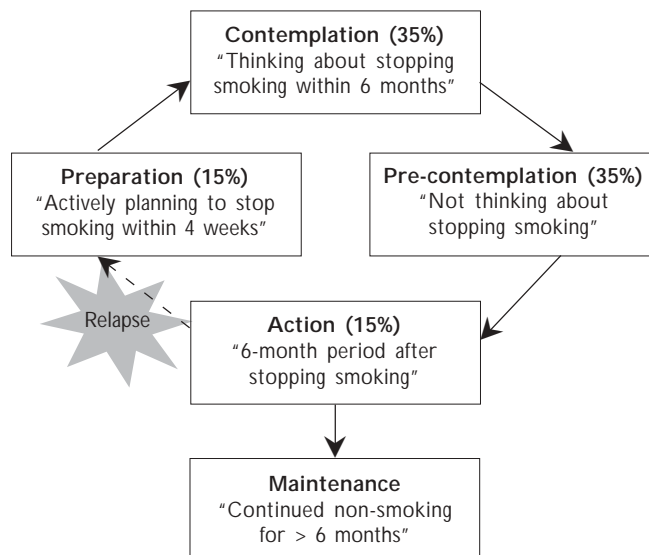 Contemplation (35%)
“Thinking about stopping
smoking within 6 months”
Preparation (15%)
“Actively planning to stop
smoking within 4 weeks”
Pre-contemplation (35%)
“Not thinking about
stopping smoking”
Relapse
Action (15%)
“6-month period after
stopping smoking”
Maintenance
“Continued non-smoking
for > 6 months”